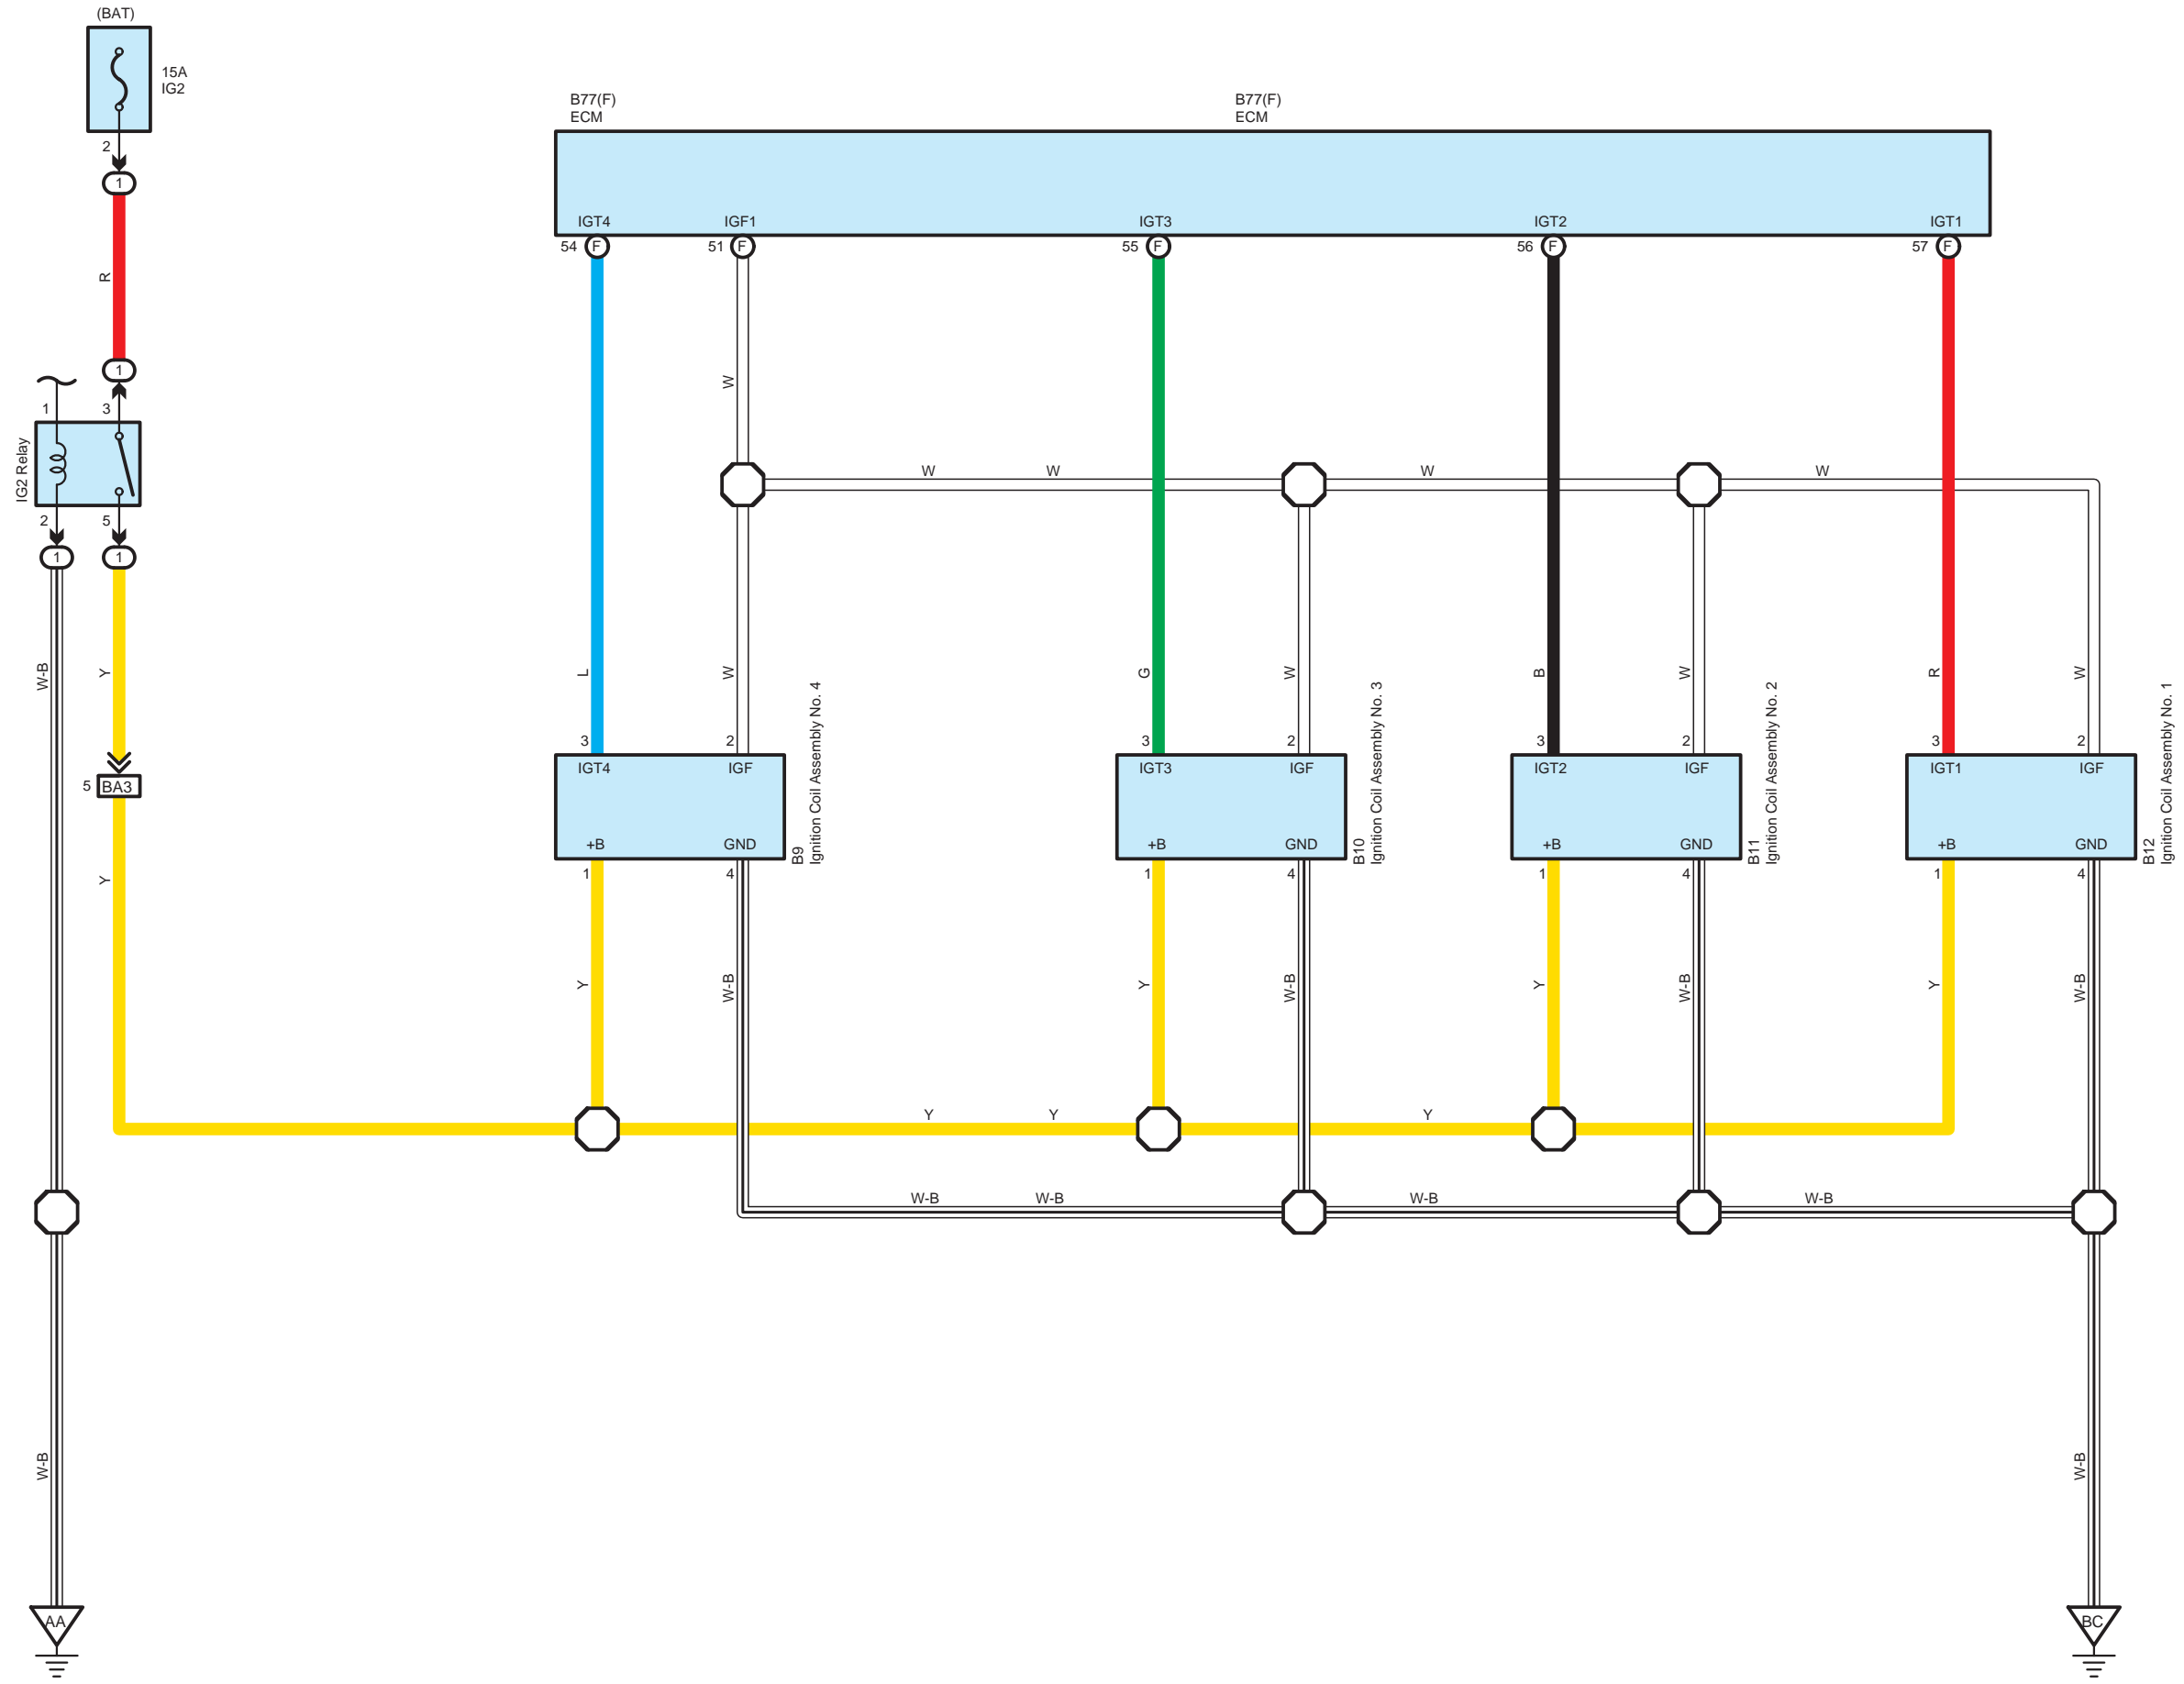 (BAT)
15A
IG2
2
1
R
1
1
3
IG2 Relay
2
5
1
1
W-B
Y
5
BA3
Y
W-B
AA
B77(F)
ECM
B77(F)
ECM
IGT4
IGF1
IGT3
IGT2
IGT1
54
F
51
F
55
F
56
F
57
F
W
W
W
W
W
L
W
G
W
B
W
R
W
3
2
3
2
3
2
3
2
IGT4
IGF
IGT3
IGF
IGT2
IGF
IGT1
IGF
+B
GND
+B
GND
+B
GND
+B
GND
B9
Ignition Coil Assembly No. 4
B10
Ignition Coil Assembly No. 3
B11
Ignition Coil Assembly No. 2
B12
Ignition Coil Assembly No. 1
1
4
1
4
1
4
1
4
Y
W-B
Y
W-B
Y
W-B
Y
W-B
Y
Y
Y
W-B
W-B
W-B
W-B
W-B
BC